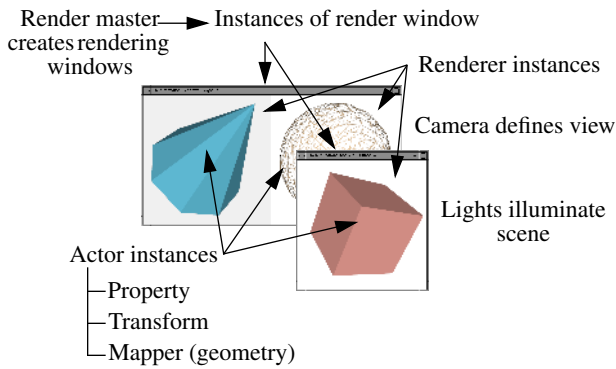 Render master
creates rendering
windows
Instances of render window
Renderer instances
Camera defines view
Lights illuminate
scene
Actor instances
Property
Transform
Mapper (geometry)